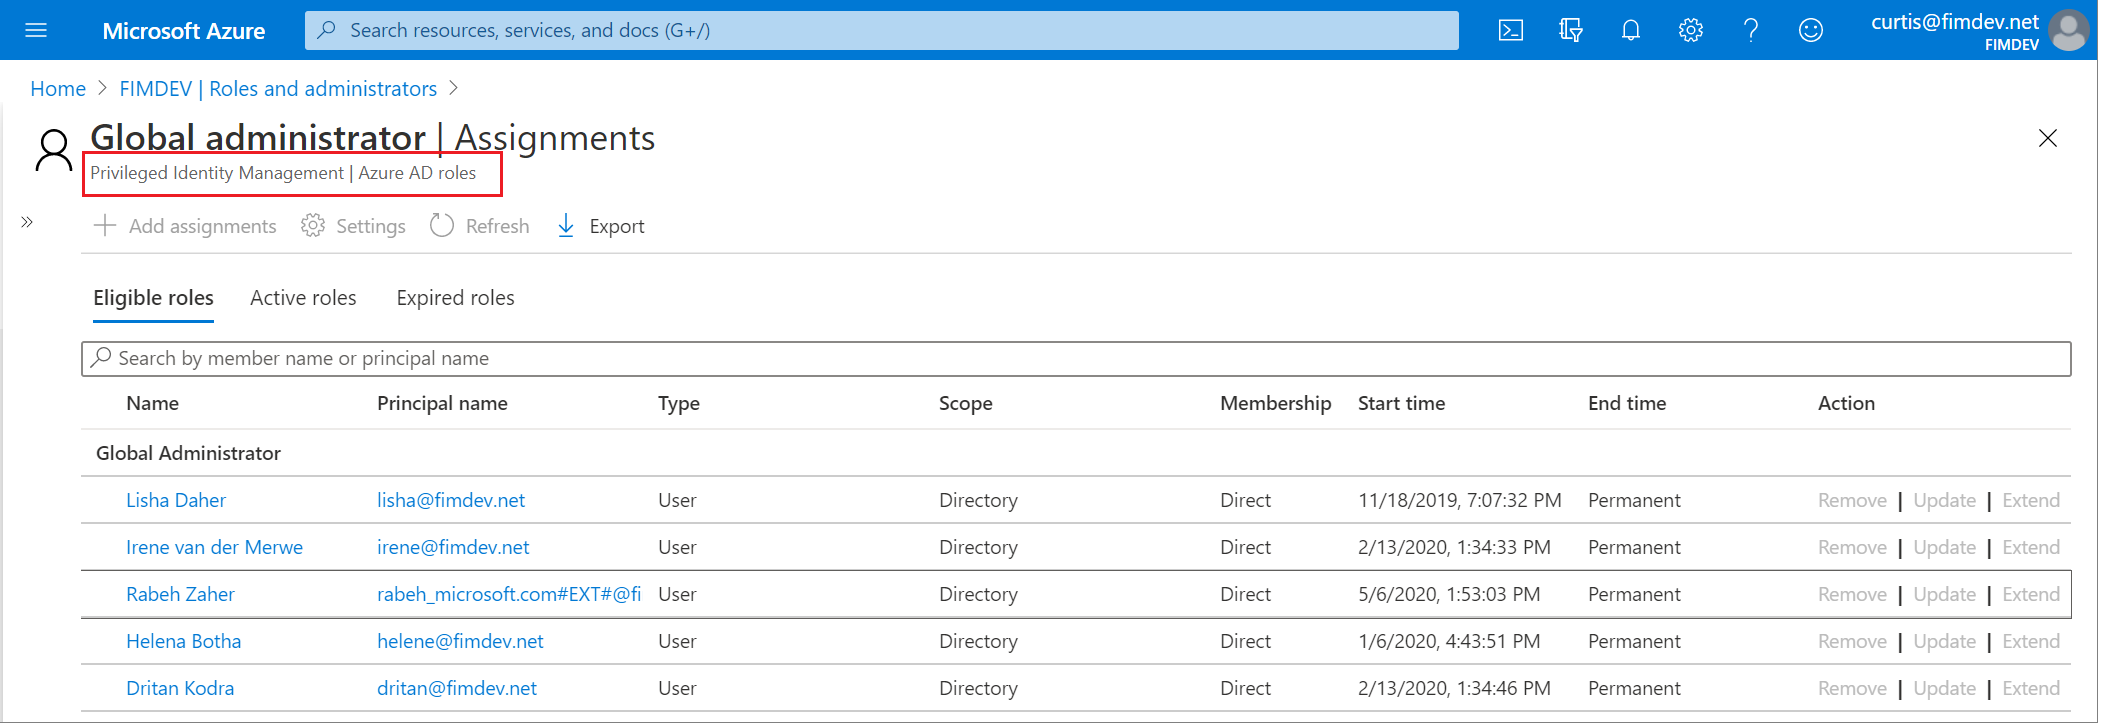 Microsoft Azure
Search resources, services, and docs (G+/)
curtis@fimdev.net
FIMDEV
Home > FIMDEV | Roles and administrators >
Global administrator | Assignments
Privileged Identity Management | Azure AD roles
Add assignments Settings Refresh Export
Eligible roles Active roles Expired roles
Search by member name or principal name
Name Principal name Type Scope Membership Start time End time Action
Global Administrator
Lisha Daher lisha@fimdev.net User Directory Direct 11/18/2019, 7:07:32 PM Permanent Remove | Update | Extend
Irene van der Merwe irene@fimdev.net User Directory Direct 2/13/2020, 1:34:33 PM Permanent Remove | Update | Extend
Rabeh Zaher rabeh_microsoft.com#EXT#@fi User Directory Direct 5/6/2020, 1:53:03 PM Permanent Remove | Update | Extend
Helena Botha helene@fimdev.net User Directory Direct 1/6/2020, 4:43:51 PM Permanent Remove | Update | Extend
Dritan Kodra dritan@fimdev.net User Directory Direct 2/13/2020, 1:34:46 PM Permanent Remove | Update | Extend